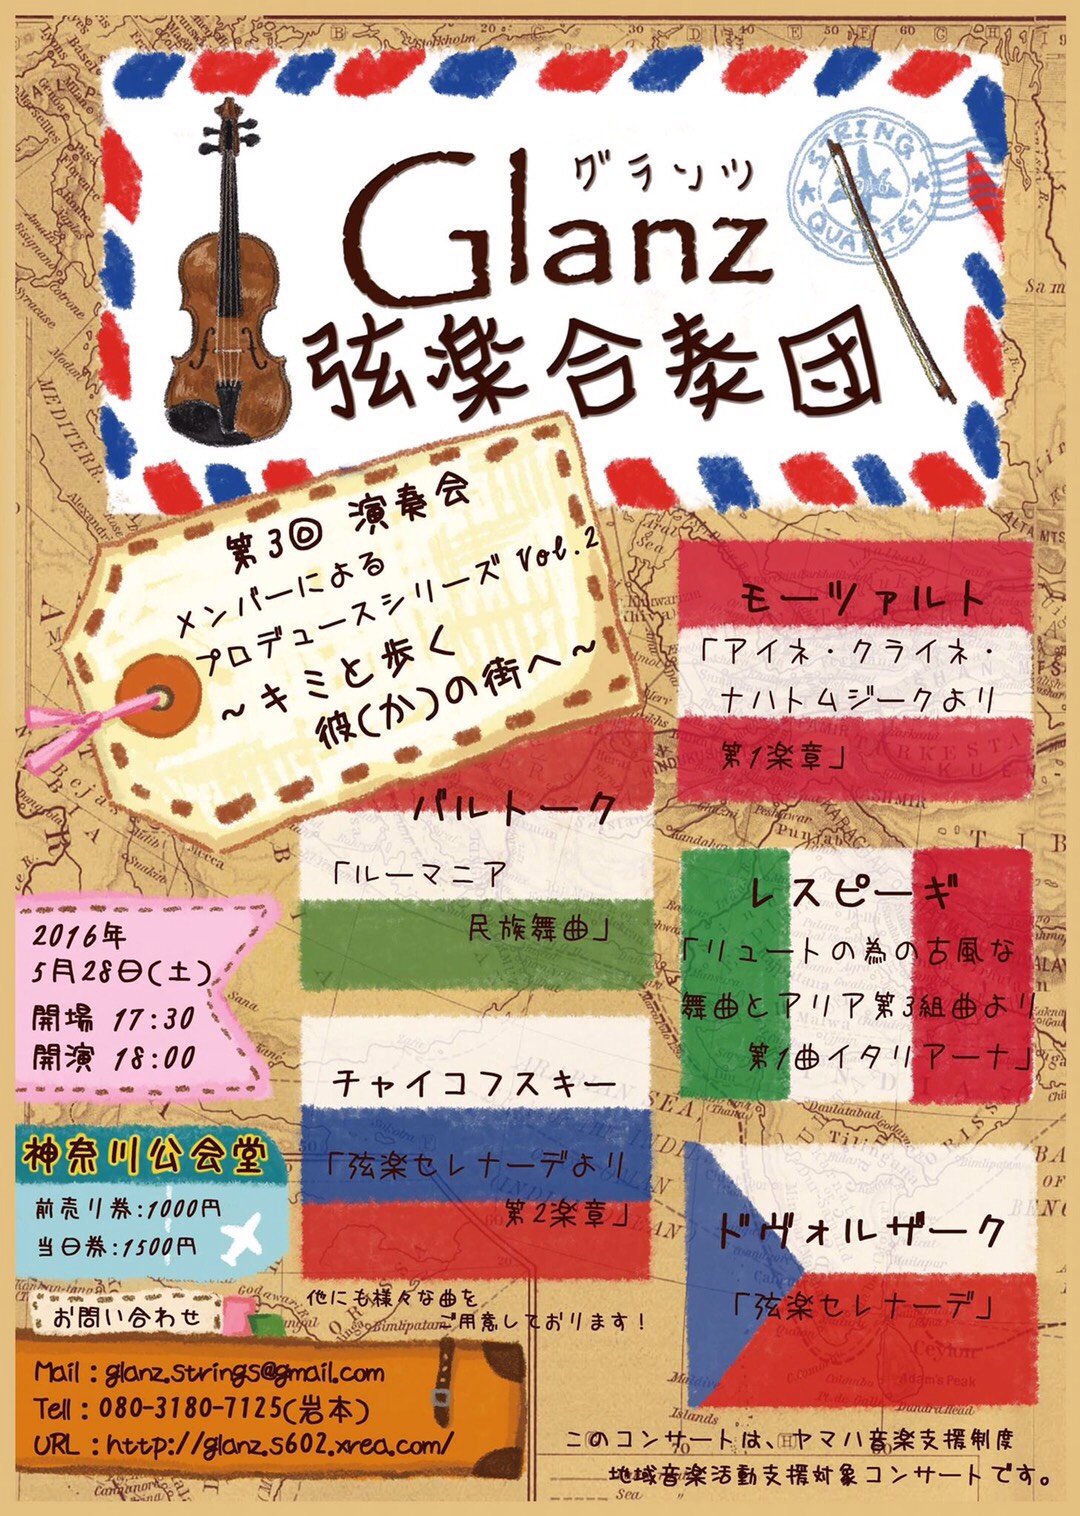 グランツ
Glanz
弦楽合奏団
STRING
2016
QUARTET
第3回 演奏会
メンバーによる
プロデュースシリーズ Vol.2
～キミと歩く
彼(か)の街へ～
モーツァルト
「アイネ・クライネ・
ナハトムジークより
第1楽章」
バルトーク
「ルーマニア
民族舞曲」
レスピーギ
「リュートの為の古風な
舞曲とアリア第3組曲より
第1曲イタリアーナ」
2016年
5月28日(土)
開場 17:30
開演 18:00
チャイコフスキー
「弦楽セレナーデより
第2楽章」
神奈川公会堂
前売り券:1000円
当日券:1500円
ドヴォルザーク
「弦楽セレナーデ」
他にも様々な曲を
ご用意しております！
お問い合わせ
Mail：glanz.strings@gmail.com
Tell：080-3180-7125(岩本)
URL：http://glanz.s602.xrea.com/
このコンサートは、ヤマハ音楽支援制度
地域音楽活動支援対象コンサートです。